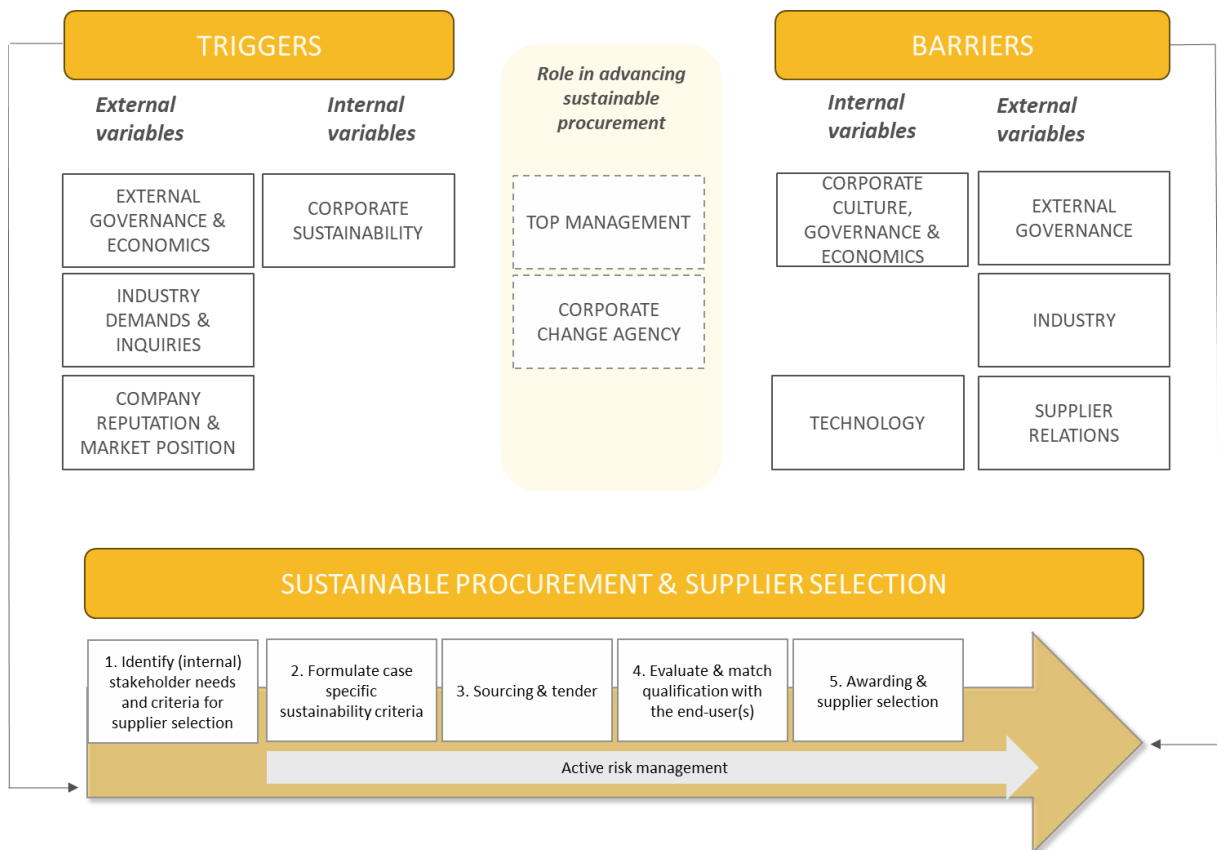 TRIGGERS
External
variables
Internal
variables
EXTERNAL
GOVERNANCE &
ECONOMICS
CORPORATE
SUSTAINABILITY
INDUSTRY
DEMANDS &
INQUIRIES
COMPANY
REPUTATION &
MARKET POSITION
Role in advancing
sustainable
procurement
TOP MANAGEMENT
CORPORATE
CHANGE AGENCY
BARRIERS
Internal
variables
External
variables
CORPORATE
CULTURE,
GOVERNANCE &
ECONOMICS
EXTERNAL
GOVERNANCE
INDUSTRY
TECHNOLOGY
SUPPLIER
RELATIONS
SUSTAINABLE PROCUREMENT & SUPPLIER SELECTION
1. Identify (internal)
stakeholder needs
and criteria for
supplier selection
2. Formulate case
specific
sustainability criteria
3. Sourcing & tender
4. Evaluate & match
qualification with
the end-user(s)
5. Awarding &
supplier selection
Active risk management